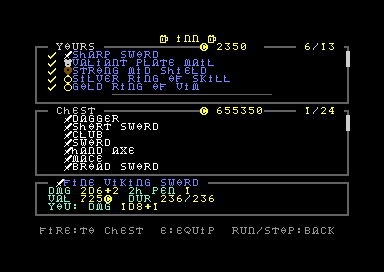 INN
YOURS 2350 6/13
SHARP SWORD
VALIANT PLATE MAIL
STRONG MID SHIELD
SILVER RING OF SKILL
GOLD RING OF VIM
CHEST 655350 1/24
DAGGER
SHORT SWORD
CLUB
SWORD
HAND AXE
MACE
BROAD SWORD
FINE VIKING SWORD
DMG 2D6+2 2H PEN 1
VAL 725 DUR 236/236
YOU: DMG 1D8+1
FIRE:TO CHEST E:EQUIP RUN/STOP:BACK